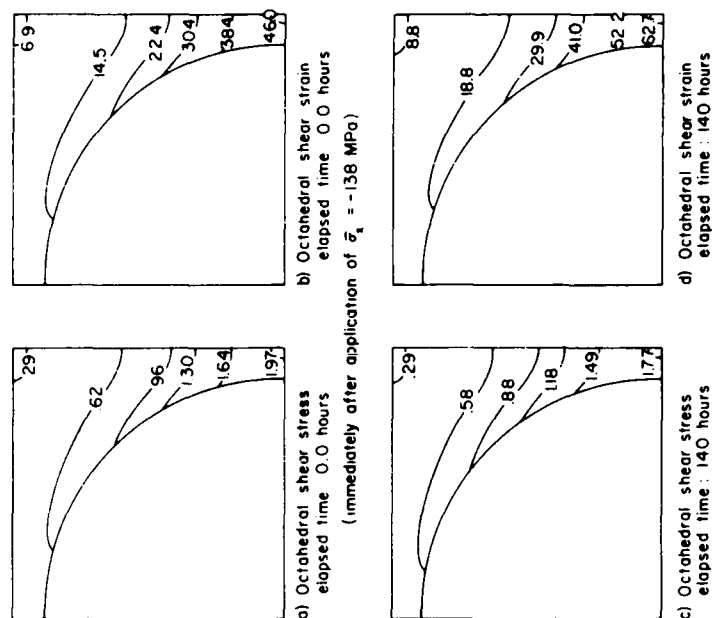 .29
.62
.96
1.30
1.64
1.97
a) Octahedral shear stress
elapsed time 0.0 hours
6.9
14.5
22.4
30.4
38.4
46.0
b) Octahedral shear strain
elapsed time 0.0 hours
(immediately after application of σ̄ₓ = -138 MPa)
.29
.58
.88
1.18
1.49
1.77
c) Octahedral shear stress
elapsed time : 140 hours
8.8
18.8
29.9
41.0
52.2
62.7
d) Octahedral shear strain
elapsed time : 140 hours